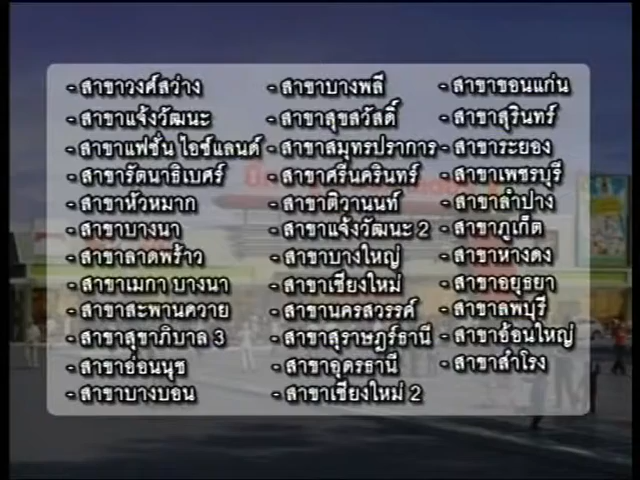 - สาขาวงศ์สว่าง
- สาขาแจ้งวัฒนะ
- สาขาแฟชั่น ไอซ์แลนด์
- สาขารัตนาธิเบศร์
- สาขาหัวหมาก
- สาขาบางนา
- สาขาลาดพร้าว
- สาขาเมกา บางนา
- สาขาสะพานควาย
- สาขาสุขาภิบาล 3
- สาขาอ่อนนุช
- สาขาบางบอน
- สาขาบางพลี
- สาขาสุขสวัสดิ์
- สาขาสมุทรปราการ
- สาขาศรีนครินทร์
- สาขาติวานนท์
- สาขาแจ้งวัฒนะ 2
- สาขาบางใหญ่
- สาขาเชียงใหม่
- สาขานครสวรรค์
- สาขาสุราษฎร์ธานี
- สาขาอุดรธานี
- สาขาเชียงใหม่ 2
- สาขาขอนแก่น
- สาขาสุรินทร์
- สาขาระยอง
- สาขาเพชรบุรี
- สาขาลำปาง
- สาขาภูเก็ต
- สาขาหางดง
- สาขาอยุธยา
- สาขาลพบุรี
- สาขาอ้อนใหญ่
- สาขาสำโรง